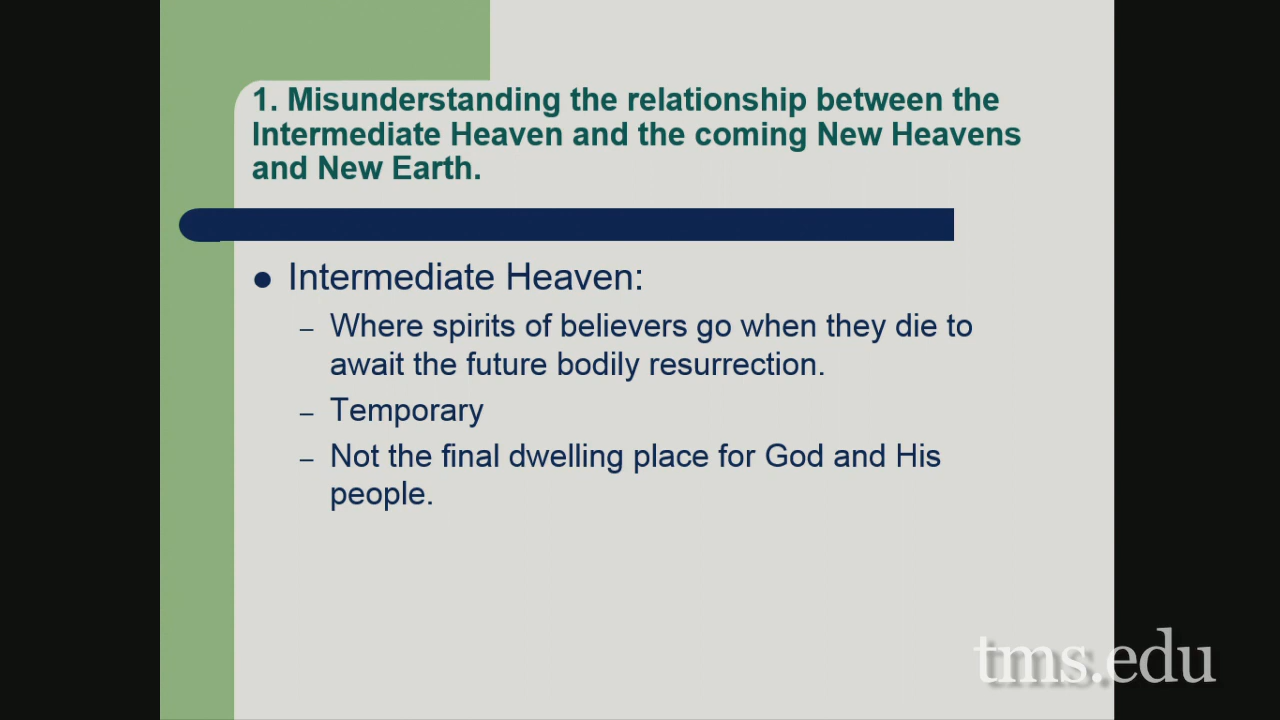 1. Misunderstanding the relationship between the
Intermediate Heaven and the coming New Heavens
and New Earth.
● Intermediate Heaven:
– Where spirits of believers go when they die to
await the future bodily resurrection.
– Temporary
– Not the final dwelling place for God and His
people.
tms.edu